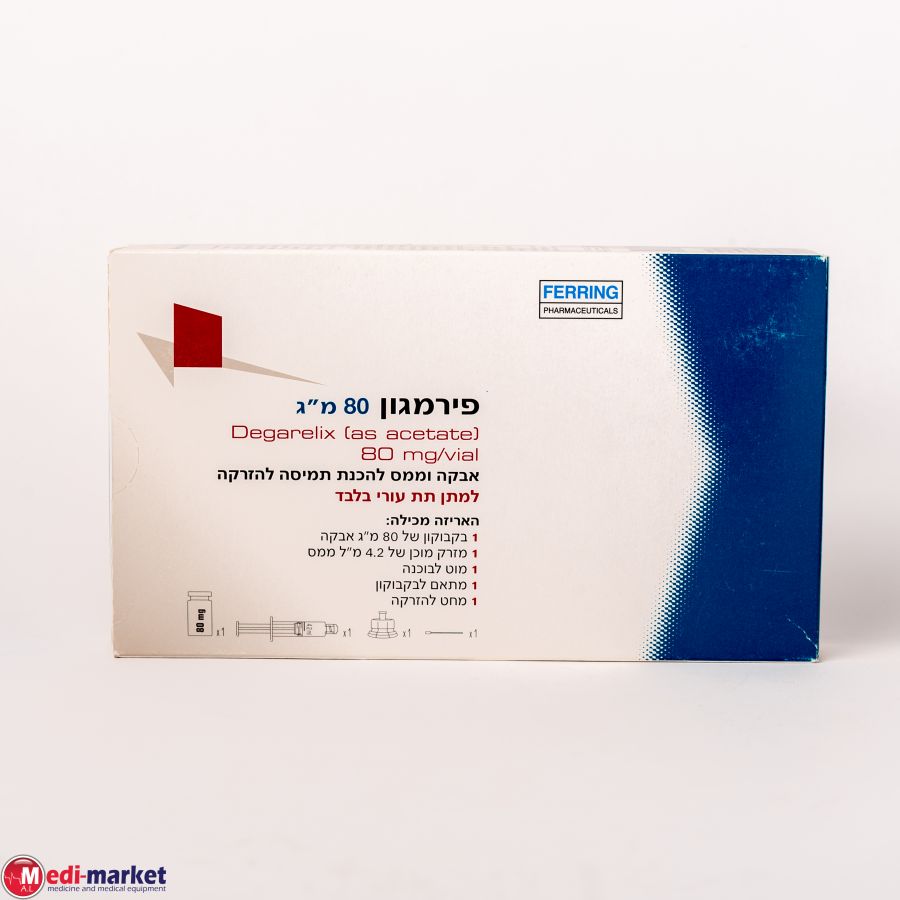 FERRING
PHARMACEUTICALS
פירמגון 80 מ"ג
Degarelix (as acetate)
80 mg/vial
אבקה וממס להכנת תמיסה להזרקה
למתן תת עורי בלבד
האריזה מכילה:
1 בקבוקון של 80 מ"ג אבקה
1 מזרק מוכן של 4.2 מ"ל ממס
1 מוט לבוכנה
1 מתאם לבקבוקון
1 מחט להזרקה
80 mg x1 x1 x1 x1
Medi-market
A.L
medicine and medical equipment